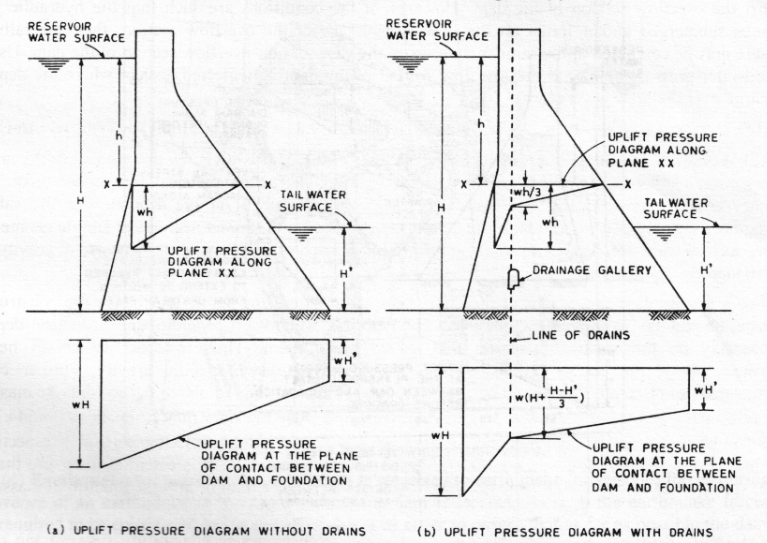 RESERVOIR
WATER SURFACE
h
H
X
X
wh
TAIL WATER
SURFACE
UPLIFT PRESSURE
DIAGRAM ALONG
PLANE XX
H'
wH'
wH
UPLIFT PRESSURE
DIAGRAM AT THE PLANE
OF CONTACT BETWEEN
DAM AND FOUNDATION
(a) UPLIFT PRESSURE DIAGRAM WITHOUT DRAINS
RESERVOIR
WATER SURFACE
h
H
UPLIFT PRESSURE
DIAGRAM ALONG
PLANE XX
X
X
wh/3
wh
TAIL WATER
SURFACE
DRAINAGE GALLERY
H'
LINE OF DRAINS
w(H+H-H'/3)
wH'
wH
UPLIFT PRESSURE
DIAGRAM AT THE PLANE
OF CONTACT BETWEEN
DAM AND FOUNDATION
(b) UPLIFT PRESSURE DIAGRAM WITH DRAINS